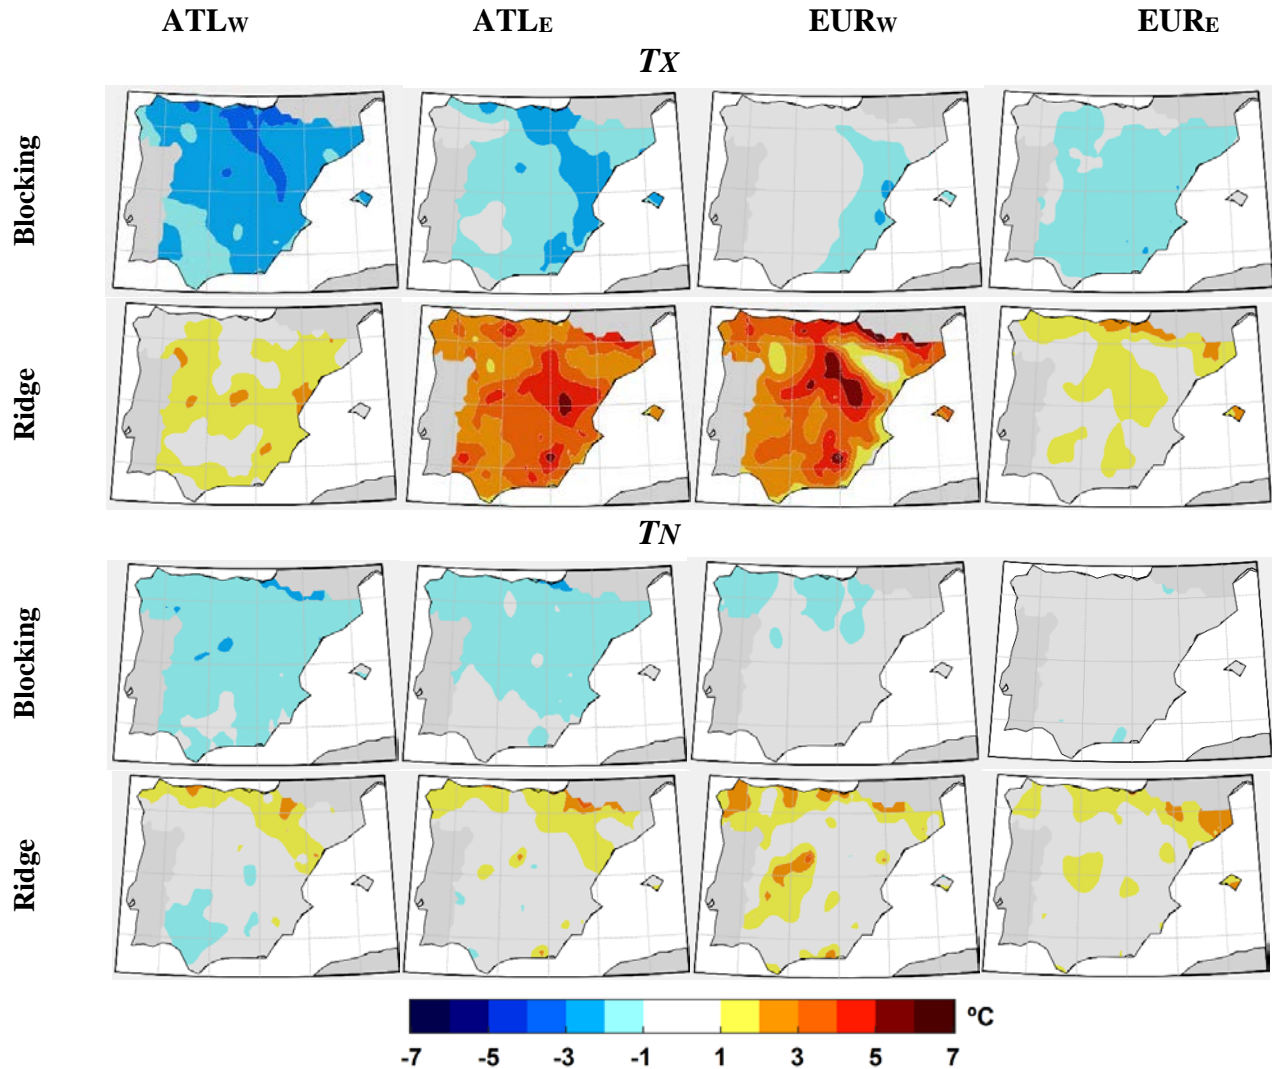 ATLW ATLE EURW EURE
TX
Blocking
Ridge
TN
Blocking
Ridge
ºC
-7 -5 -3 -1 1 3 5 7